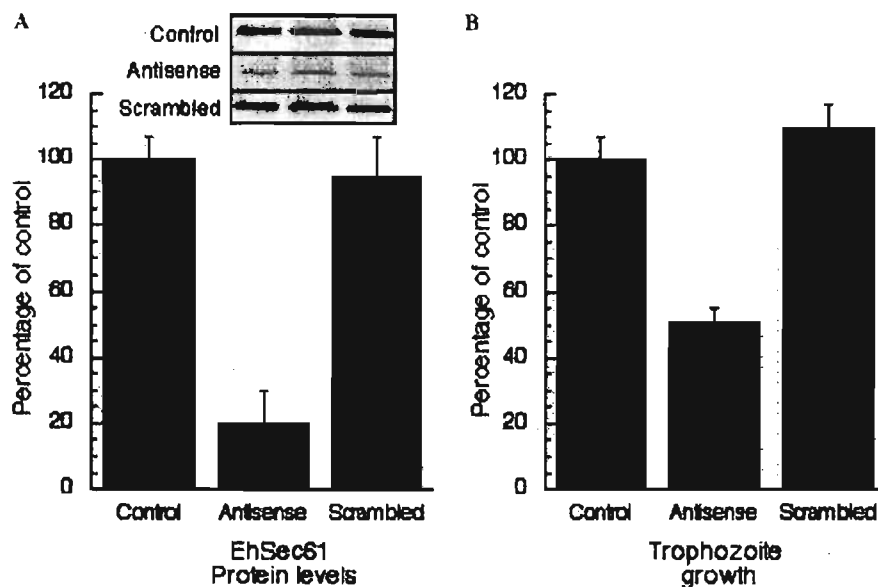 A
Control
Antisense
Scrambled
120
100
80
60
40
20
0
Percentage of control
Control Antisense Scrambled
EhSec61
Protein levels
B
120
100
80
60
40
20
0
Percentage of control
Control Antisense Scrambled
Trophozoite
growth